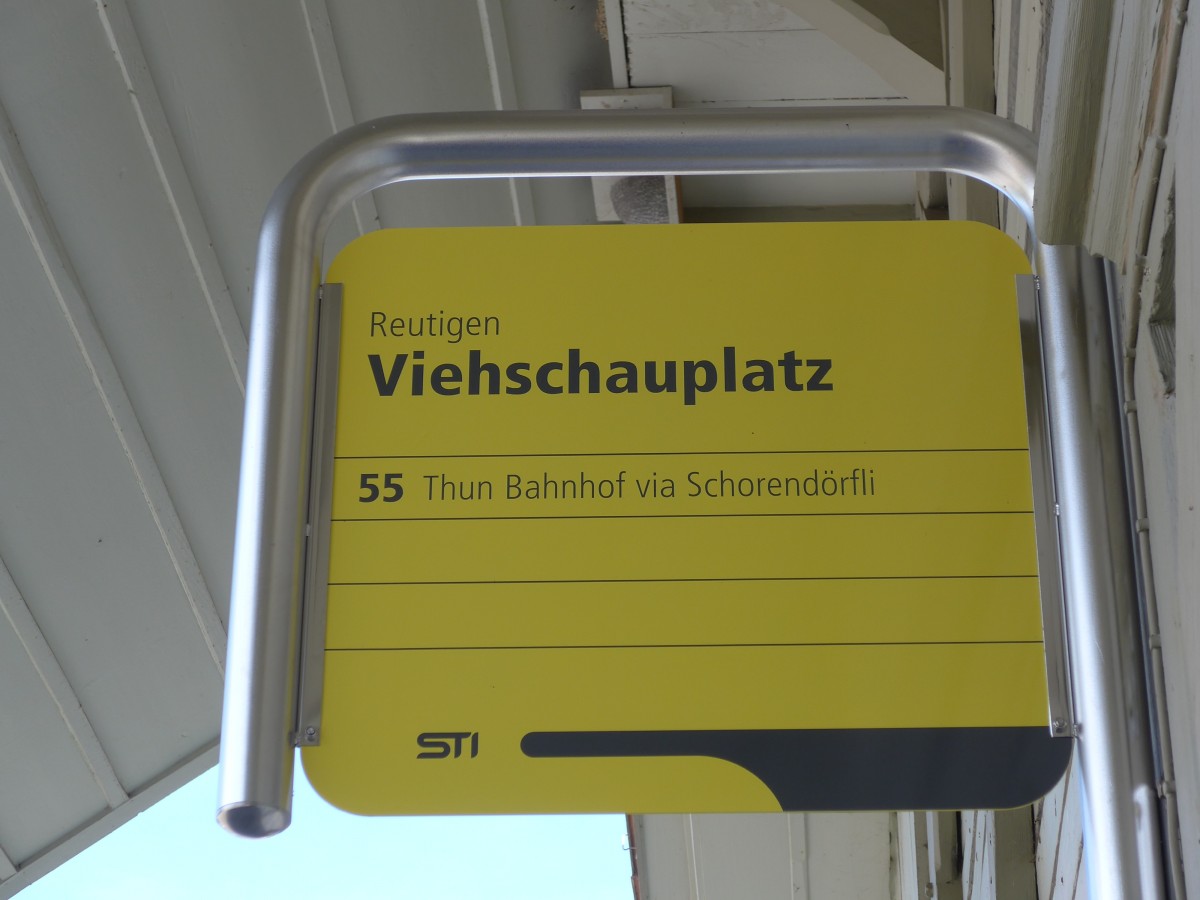 Reutigen
Viehschauplatz
55 Thun Bahnhof via Schorendörfli
STI